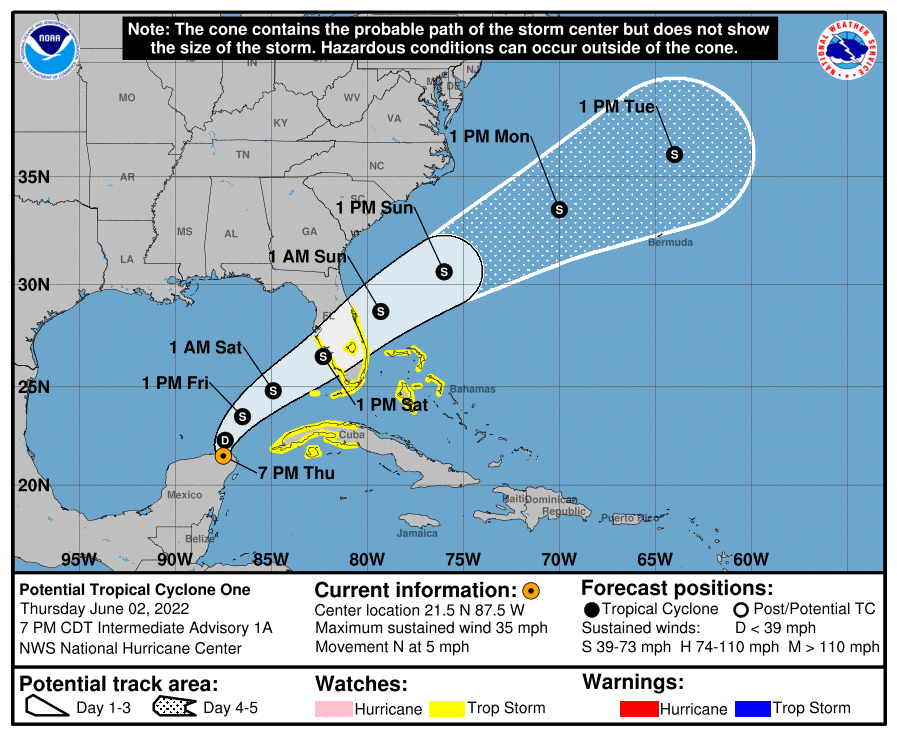 Note: The cone contains the probable path of the storm center but does not show
the size of the storm. Hazardous conditions can occur outside of the cone.
NOAA
NATIONAL WEATHER SERVICE
MO
IN
WV
DE
KY
VA
TN
NC
AR
SC
MS
AL
GA
LA
FL
1 PM Tue
1 PM Mon
1 PM Sun
1 AM Sun
1 AM Sat
1 PM Fri
1 PM Sat
7 PM Thu
S
S
S
S
S
S
S
D
35N
30N
25N
20N
Bermuda
Bahamas
Cuba
Mexico
Belize
Haiti
Dominican
Republic
Puerto Rico
Jamaica
95W 90W 85W 80W 75W 70W 65W 60W
Potential Tropical Cyclone One
Thursday June 02, 2022
7 PM CDT Intermediate Advisory 1A
NWS National Hurricane Center
Current information:
Center location 21.5 N 87.5 W
Maximum sustained wind 35 mph
Movement N at 5 mph
Forecast positions:
Tropical Cyclone Post/Potential TC
Sustained winds: D < 39 mph
S 39-73 mph H 74-110 mph M > 110 mph
Potential track area:
Day 1-3 Day 4-5
Watches:
Hurricane Trop Storm
Warnings:
Hurricane Trop Storm